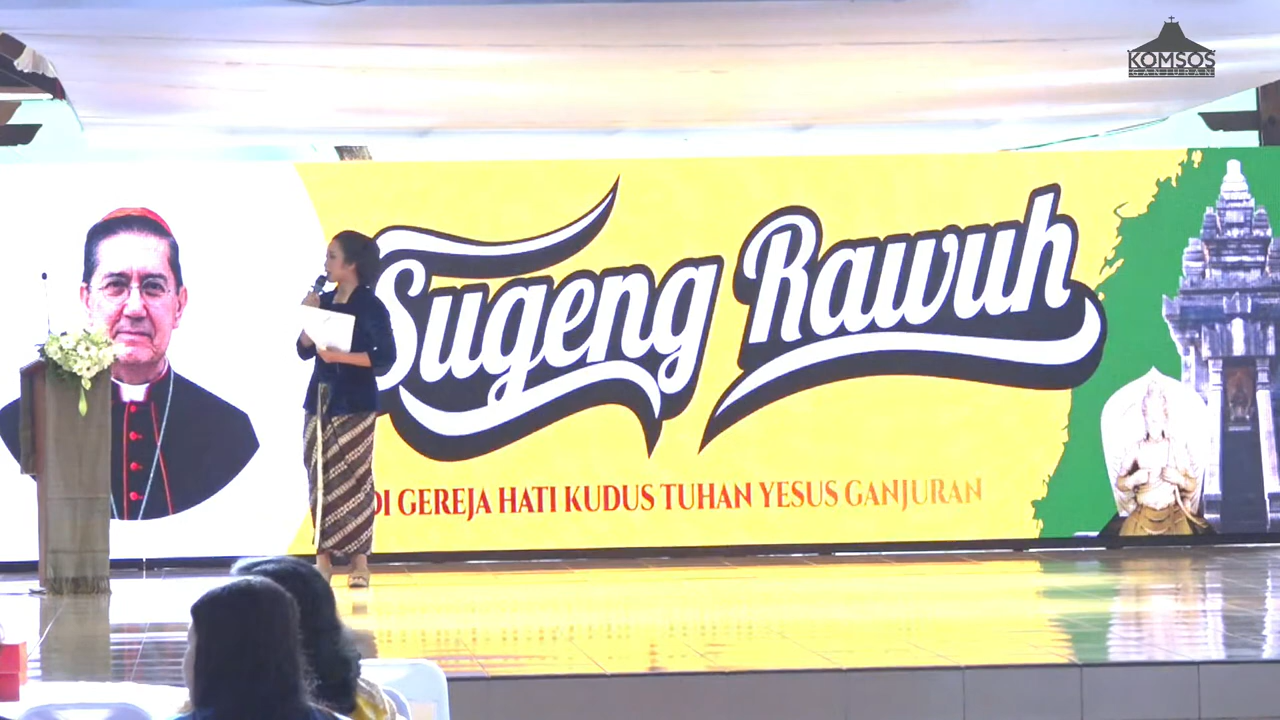 KOMSOS
GANJURAN
Sugeng Rawuh
DI GEREJA HATI KUDUS TUHAN YESUS GANJURAN